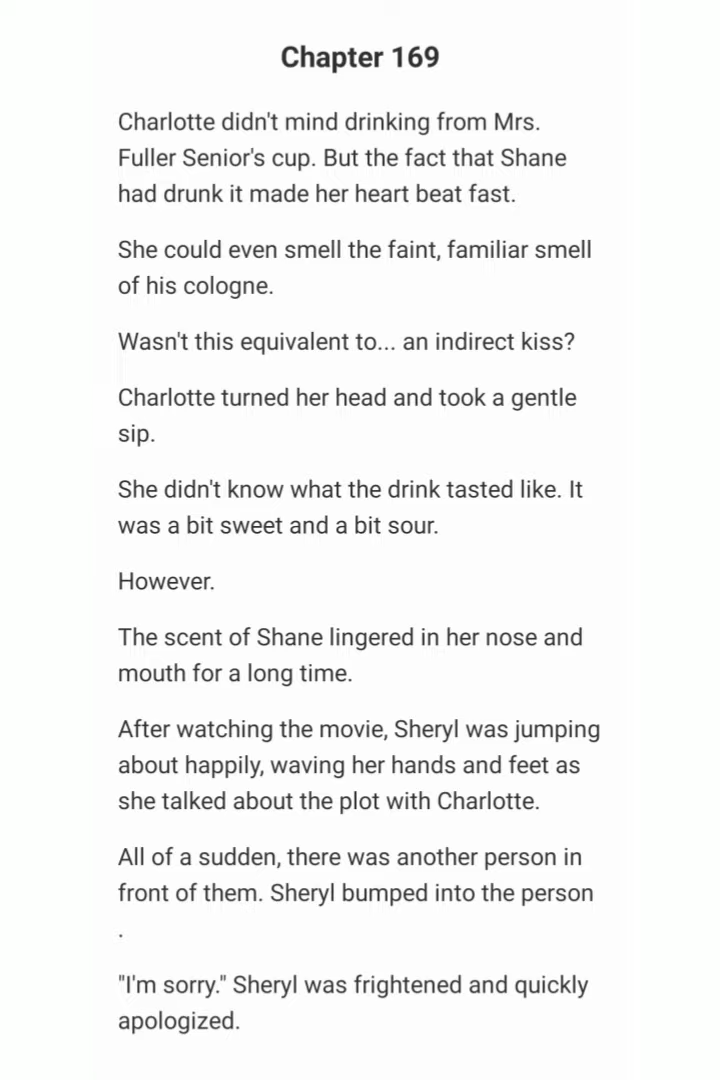 Chapter 169
Charlotte didn't mind drinking from Mrs.
Fuller Senior's cup. But the fact that Shane
had drunk it made her heart beat fast.
She could even smell the faint, familiar smell
of his cologne.
Wasn't this equivalent to... an indirect kiss?
Charlotte turned her head and took a gentle
sip.
She didn't know what the drink tasted like. It
was a bit sweet and a bit sour.
However.
The scent of Shane lingered in her nose and
mouth for a long time.
After watching the movie, Sheryl was jumping
about happily, waving her hands and feet as
she talked about the plot with Charlotte.
All of a sudden, there was another person in
front of them. Sheryl bumped into the person
.
"I'm sorry." Sheryl was frightened and quickly
apologized.